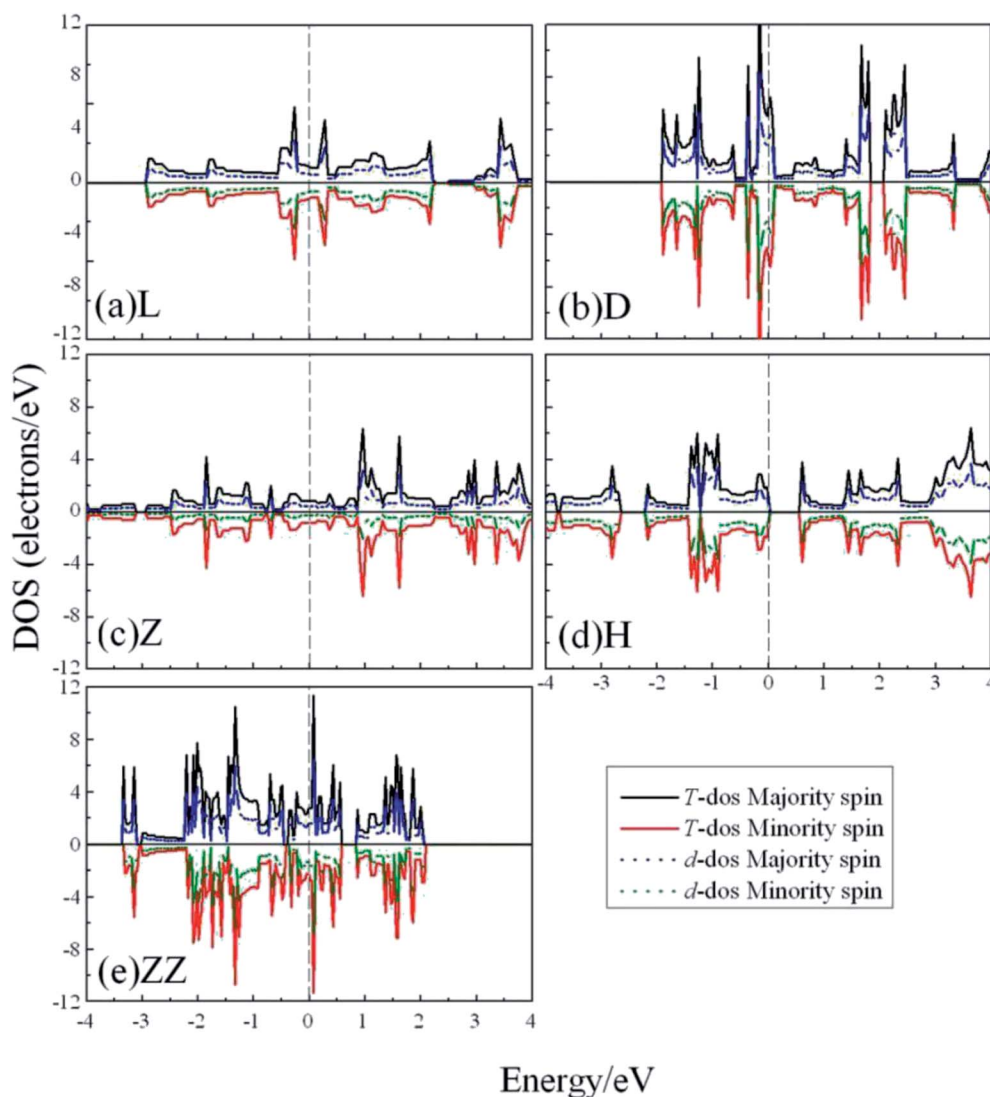 12
8
4
0
-4
-8
-12
(a)L
(b)D
12
8
4
0
-4
-8
-12
(c)Z
(d)H
-4 -3 -2 -1 0 1 2 3 4
12
8
4
0
-4
-8
-12
(e)ZZ
-4 -3 -2 -1 0 1 2 3 4
DOS (electrons/eV)
T-dos Majority spin
T-dos Minority spin
d-dos Majority spin
d-dos Minority spin
Energy/eV